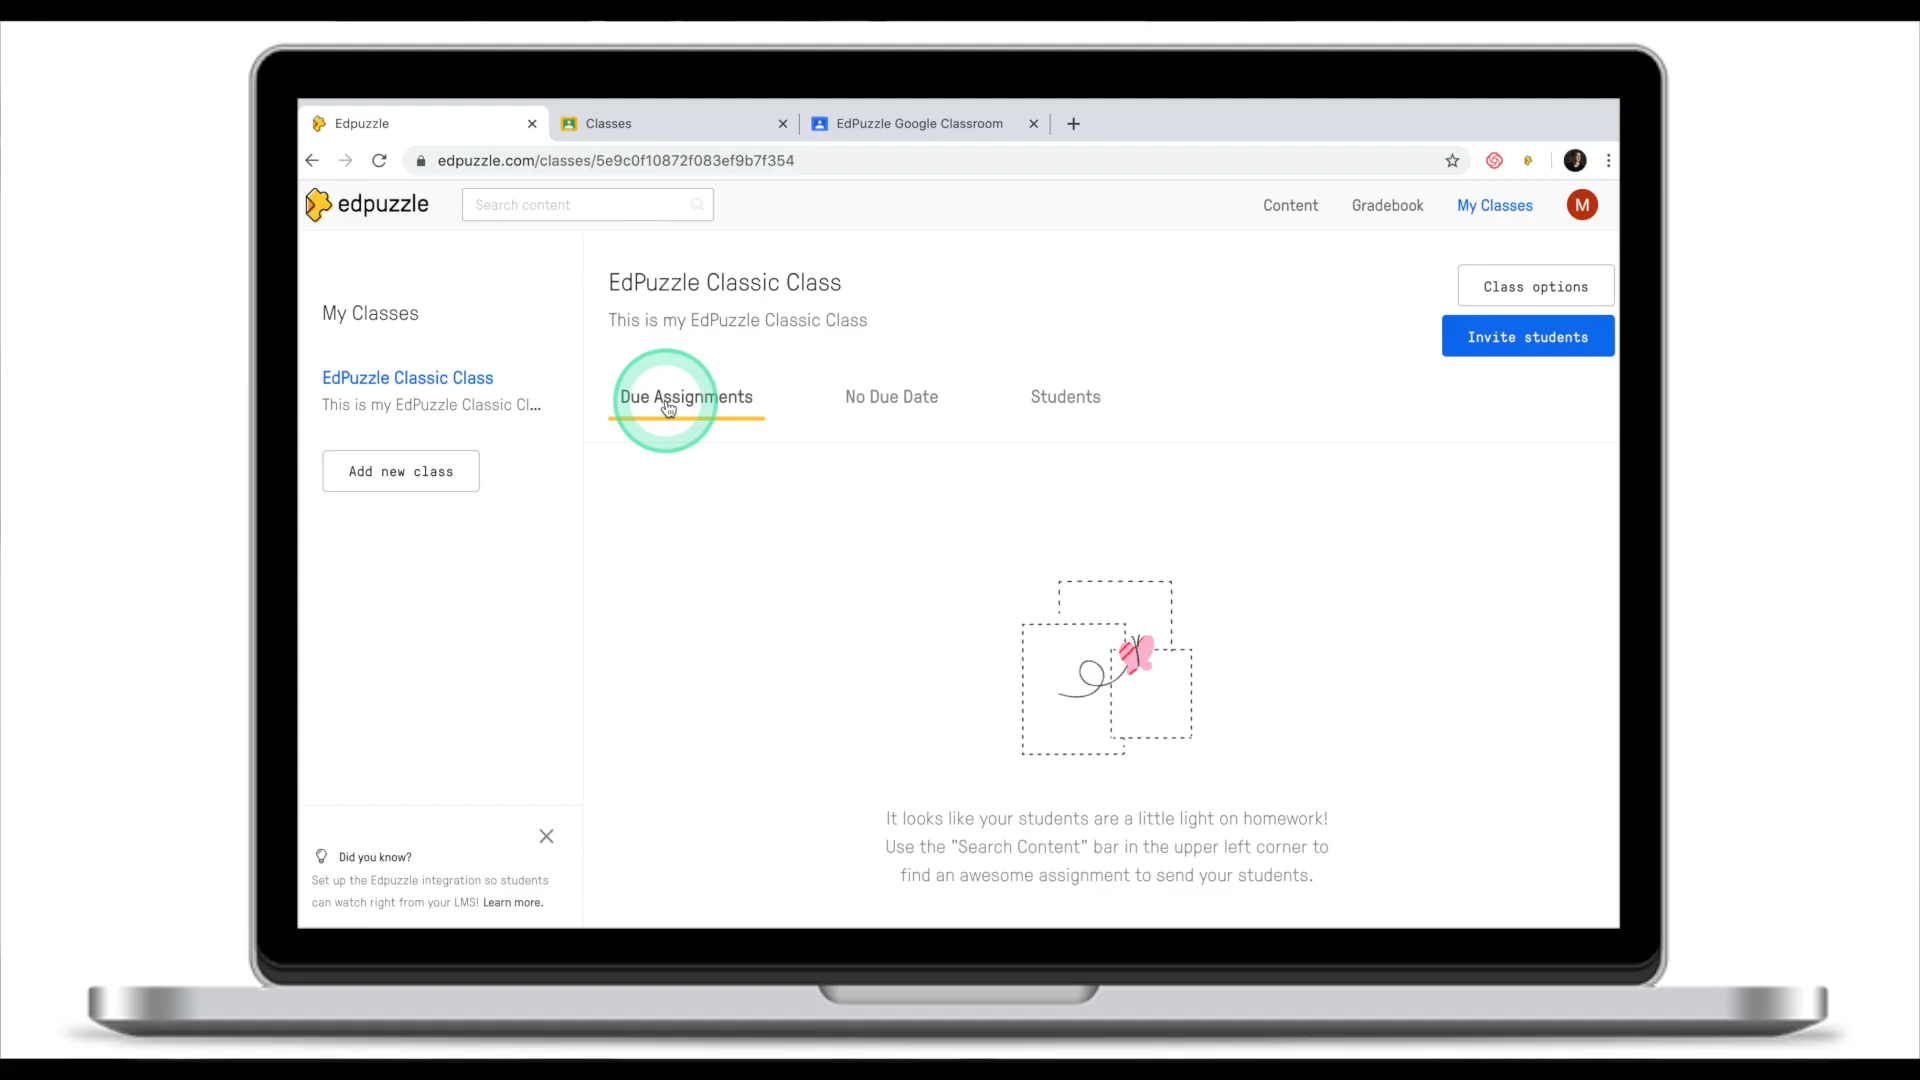 Edpuzzle
Classes
EdPuzzle Google Classroom
edpuzzle.com/classes/5e9c0f10872f083ef9b7f354
edpuzzle
Search content
Content
Gradebook
My Classes
M
My Classes
EdPuzzle Classic Class
This is my EdPuzzle Classic Cl...
Add new class
EdPuzzle Classic Class
This is my EdPuzzle Classic Class
Class options
Invite students
Due Assignments
No Due Date
Students
It looks like your students are a little light on homework!
Use the "Search Content" bar in the upper left corner to
find an awesome assignment to send your students.
Did you know?
Set up the Edpuzzle integration so students
can watch right from your LMS! Learn more.